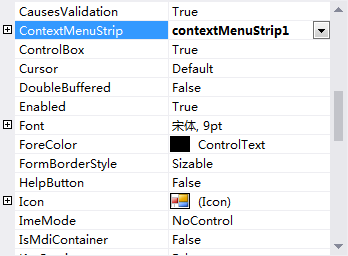 CausesValidation True
ContextMenuStrip contextMenuStrip1
ControlBox True
Cursor Default
DoubleBuffered False
Enabled True
Font 宋体, 9pt
ForeColor ControlText
FormBorderStyle Sizable
HelpButton False
Icon (Icon)
ImeMode NoControl
IsMdiContainer False